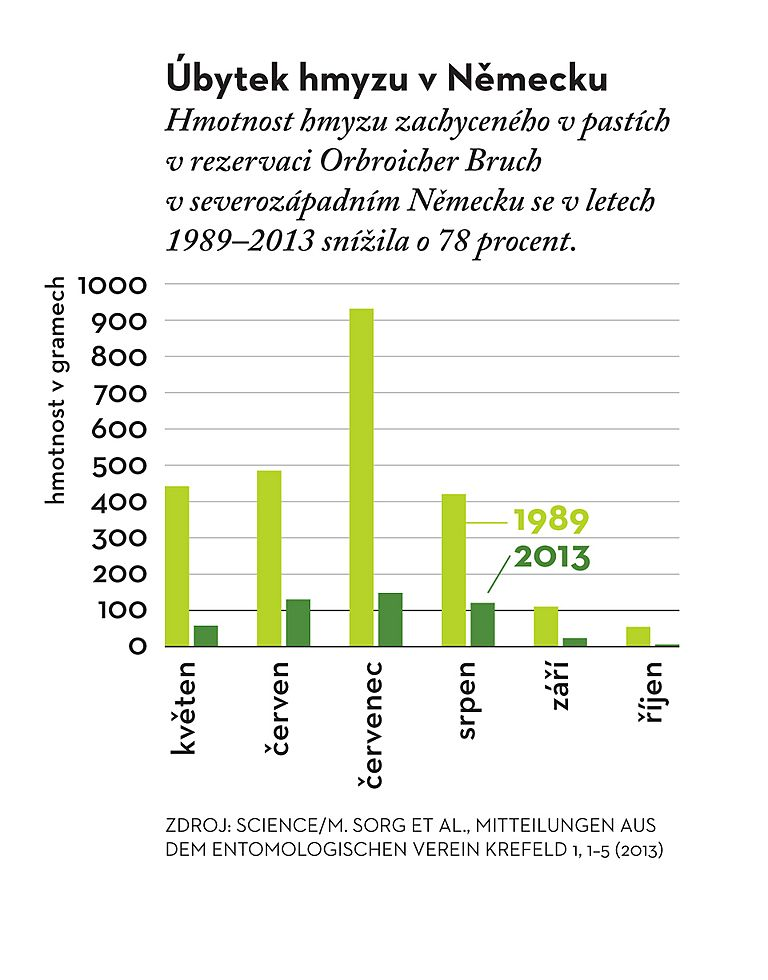 Úbytek hmyzu v Německu
Hmotnost hmyzu zachyceného v pastích
v rezervaci Orbroicher Bruch
v severozápadním Německu se v letech
1989–2013 snížila o 78 procent.
hmotnost v gramech
1000
900
800
700
600
500
400
300
200
100
0
1989
2013
květen
červen
červenec
srpen
září
říjen
ZDROJ: SCIENCE/M. SORG ET AL., MITTEILUNGEN AUS
DEM ENTOMOLOGISCHEN VEREIN KREFELD 1, 1–5 (2013)